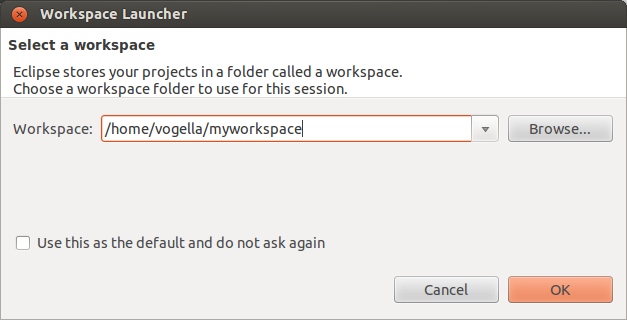 Workspace Launcher
Select a workspace
Eclipse stores your projects in a folder called a workspace.
Choose a workspace folder to use for this session.
Workspace: /home/vogella/myworkspace Browse...
Use this as the default and do not ask again
Cancel OK